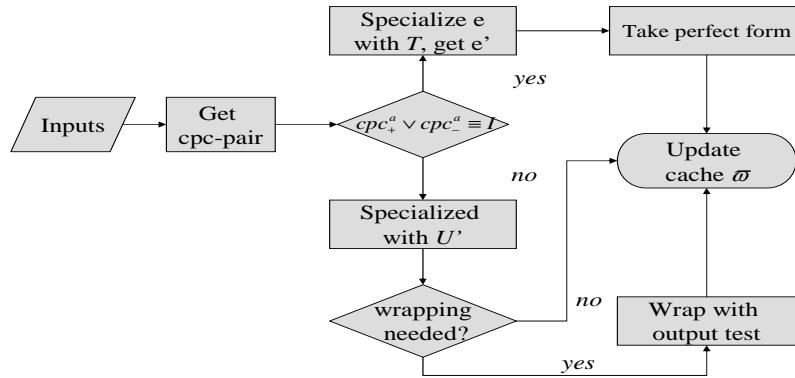 Specialize e
with T, get e’
Take perfect form
yes
Inputs
Get
cpc-pair
cpc₊ᵃ ∨ cpc₋ᵃ ≡ I
Update
cache ϖ
no
Specialized
with U’
wrapping
needed?
no
Wrap with
output test
yes